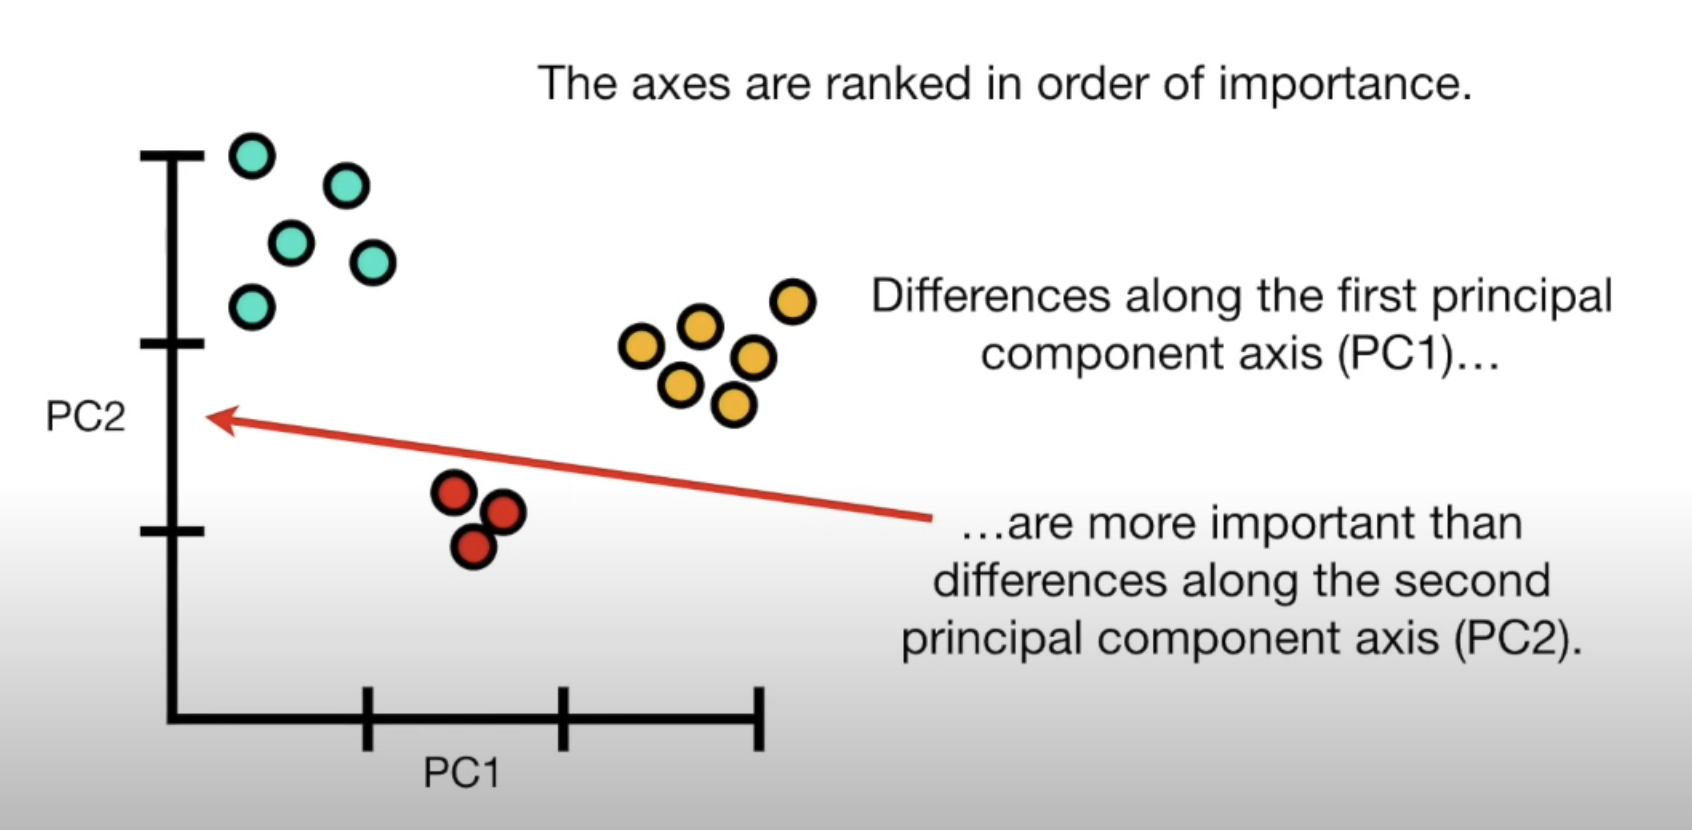 The axes are ranked in order of importance.
Differences along the first principal
component axis (PC1)…
PC2
…are more important than
differences along the second
principal component axis (PC2).
PC1